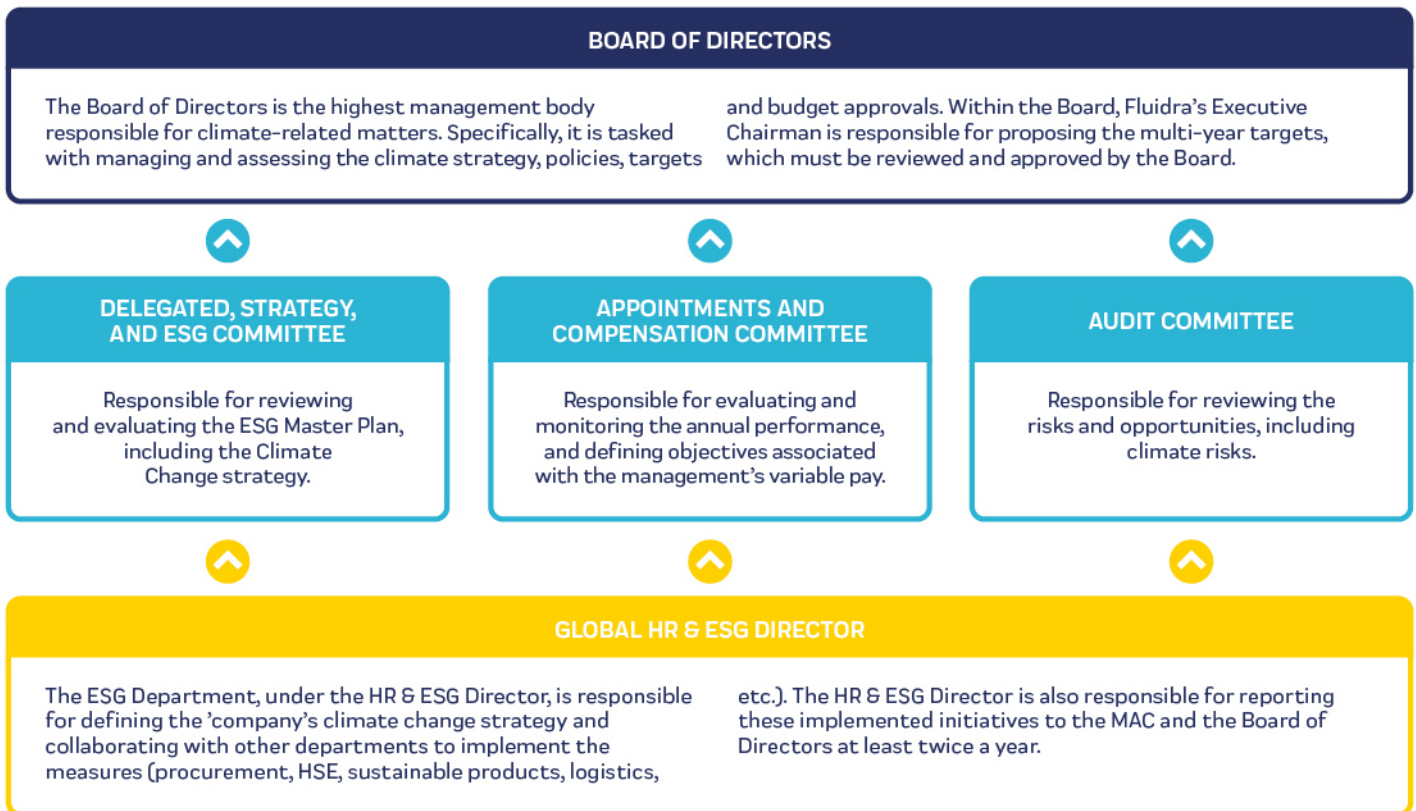 BOARD OF DIRECTORS
The Board of Directors is the highest management body
responsible for climate-related matters. Specifically, it is tasked
with managing and assessing the climate strategy, policies, targets
and budget approvals. Within the Board, Fluidra's Executive
Chairman is responsible for proposing the multi-year targets,
which must be reviewed and approved by the Board.
DELEGATED, STRATEGY,
AND ESG COMMITTEE
Responsible for reviewing
and evaluating the ESG Master Plan,
including the Climate
Change strategy.
APPOINTMENTS AND
COMPENSATION COMMITTEE
Responsible for evaluating and
monitoring the annual performance,
and defining objectives associated
with the management's variable pay.
AUDIT COMMITTEE
Responsible for reviewing the
risks and opportunities, including
climate risks.
GLOBAL HR & ESG DIRECTOR
The ESG Department, under the HR & ESG Director, is responsible
for defining the 'company's climate change strategy and
collaborating with other departments to implement the
measures (procurement, HSE, sustainable products, logistics,
etc.). The HR & ESG Director is also responsible for reporting
these implemented initiatives to the MAC and the Board of
Directors at least twice a year.